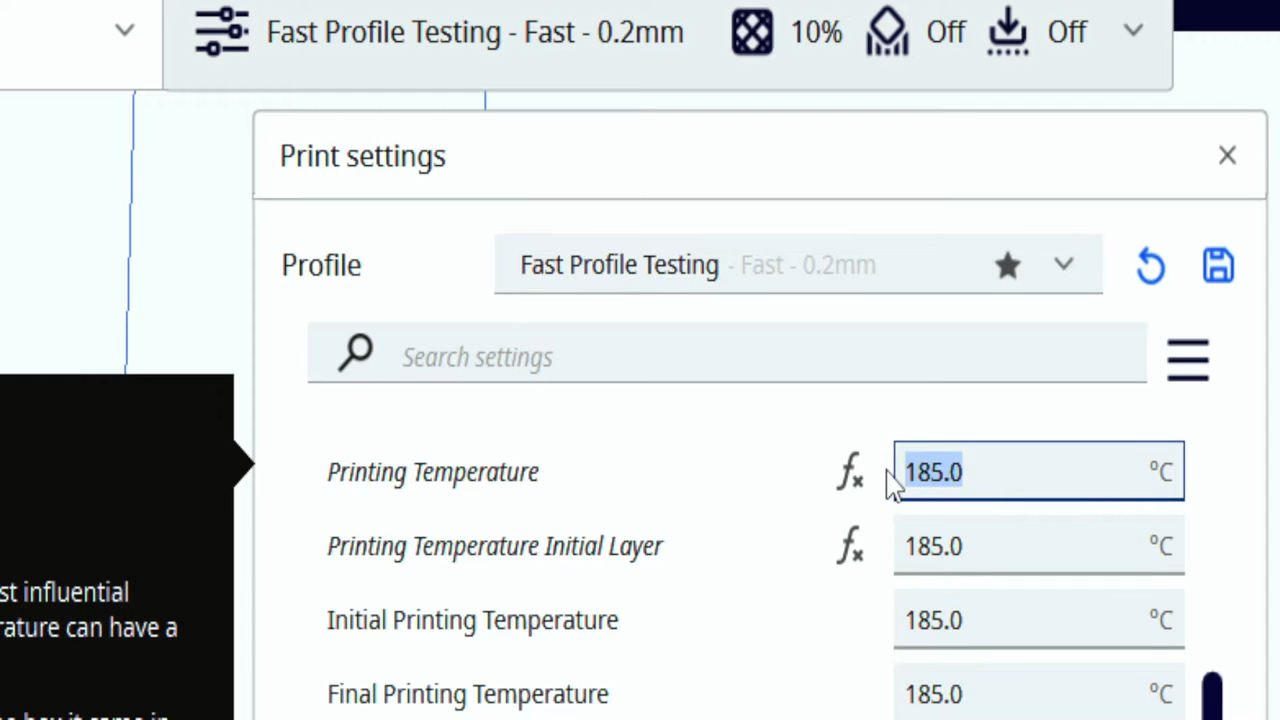 Fast Profile Testing - Fast - 0.2mm 10% Off Off
Print settings
Profile Fast Profile Testing - Fast - 0.2mm
Search settings
Printing Temperature 185.0 °C
Printing Temperature Initial Layer 185.0 °C
Initial Printing Temperature 185.0 °C
Final Printing Temperature 185.0 °C
st influential
rature can have a